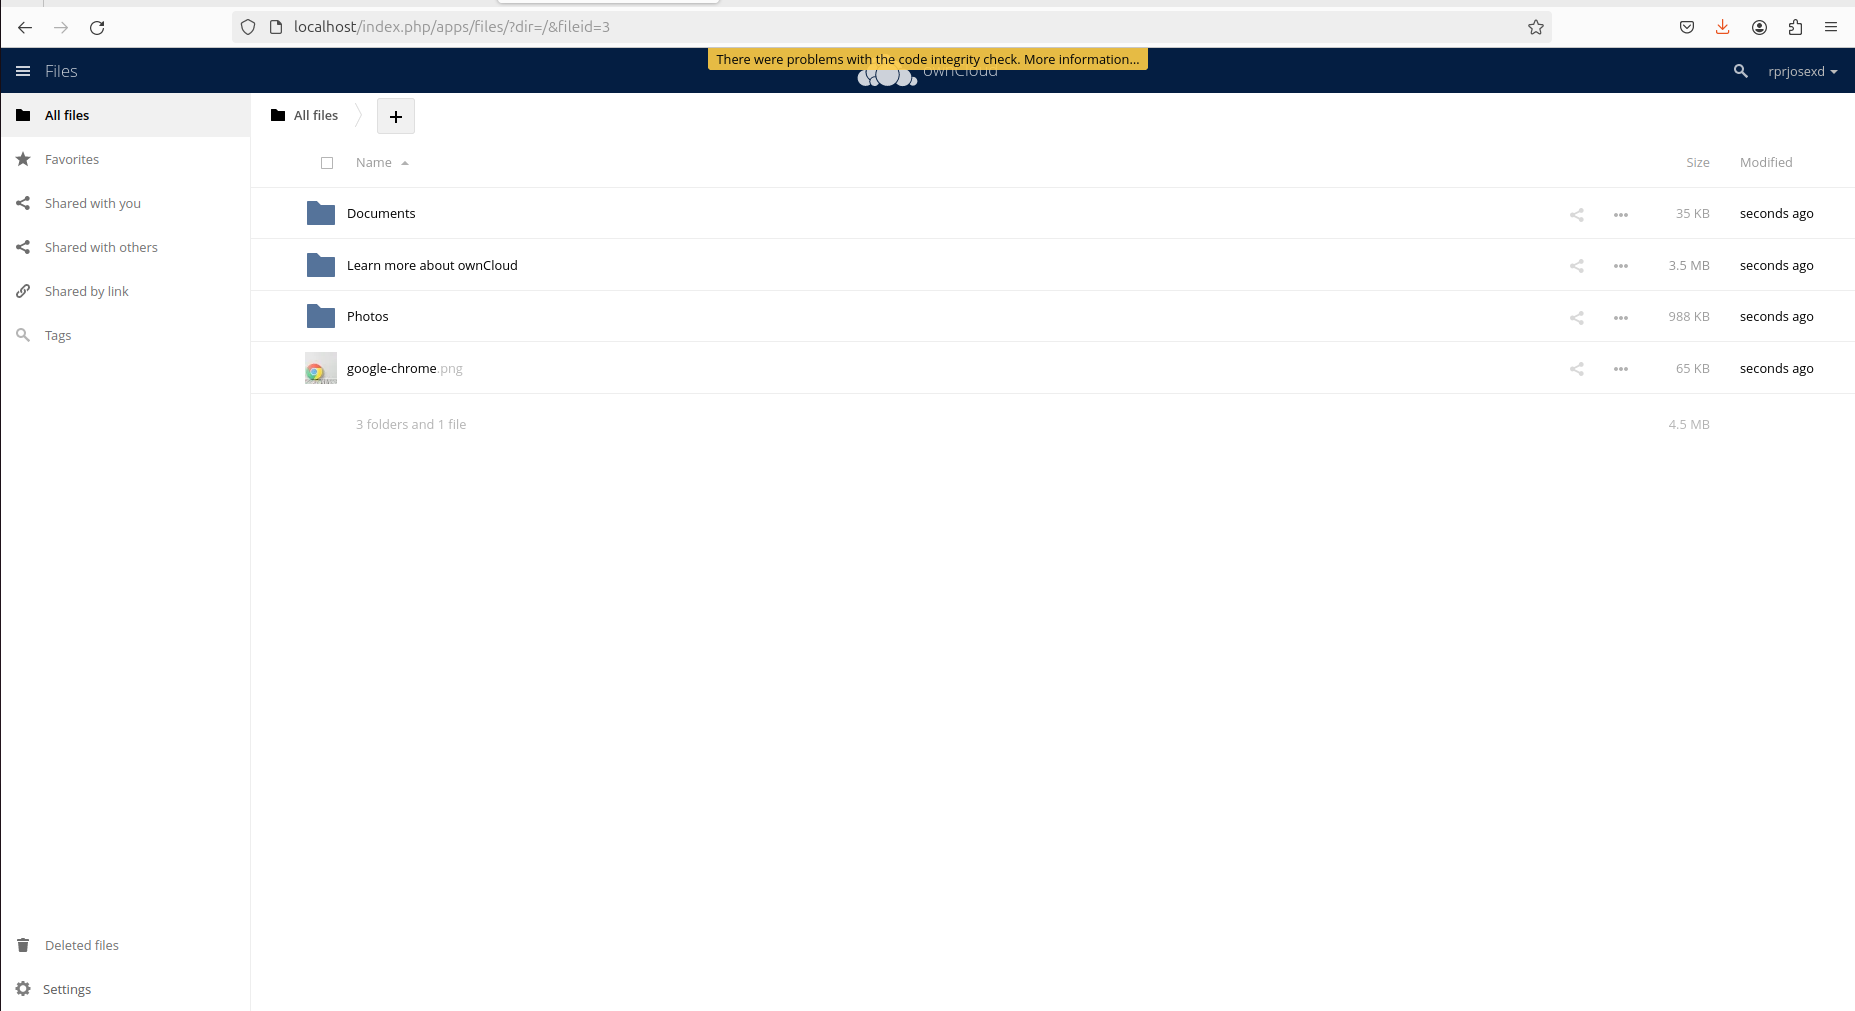 localhost/index.php/apps/files/?dir=/&fileid=3
There were problems with the code integrity check. More information...
Files
ownCloud
rprjosexd
All files
Favorites
Shared with you
Shared with others
Shared by link
Tags
Deleted files
Settings
All files
+
Name Size Modified
Documents 35 KB seconds ago
Learn more about ownCloud 3.5 MB seconds ago
Photos 988 KB seconds ago
google-chrome.png 65 KB seconds ago
3 folders and 1 file 4.5 MB